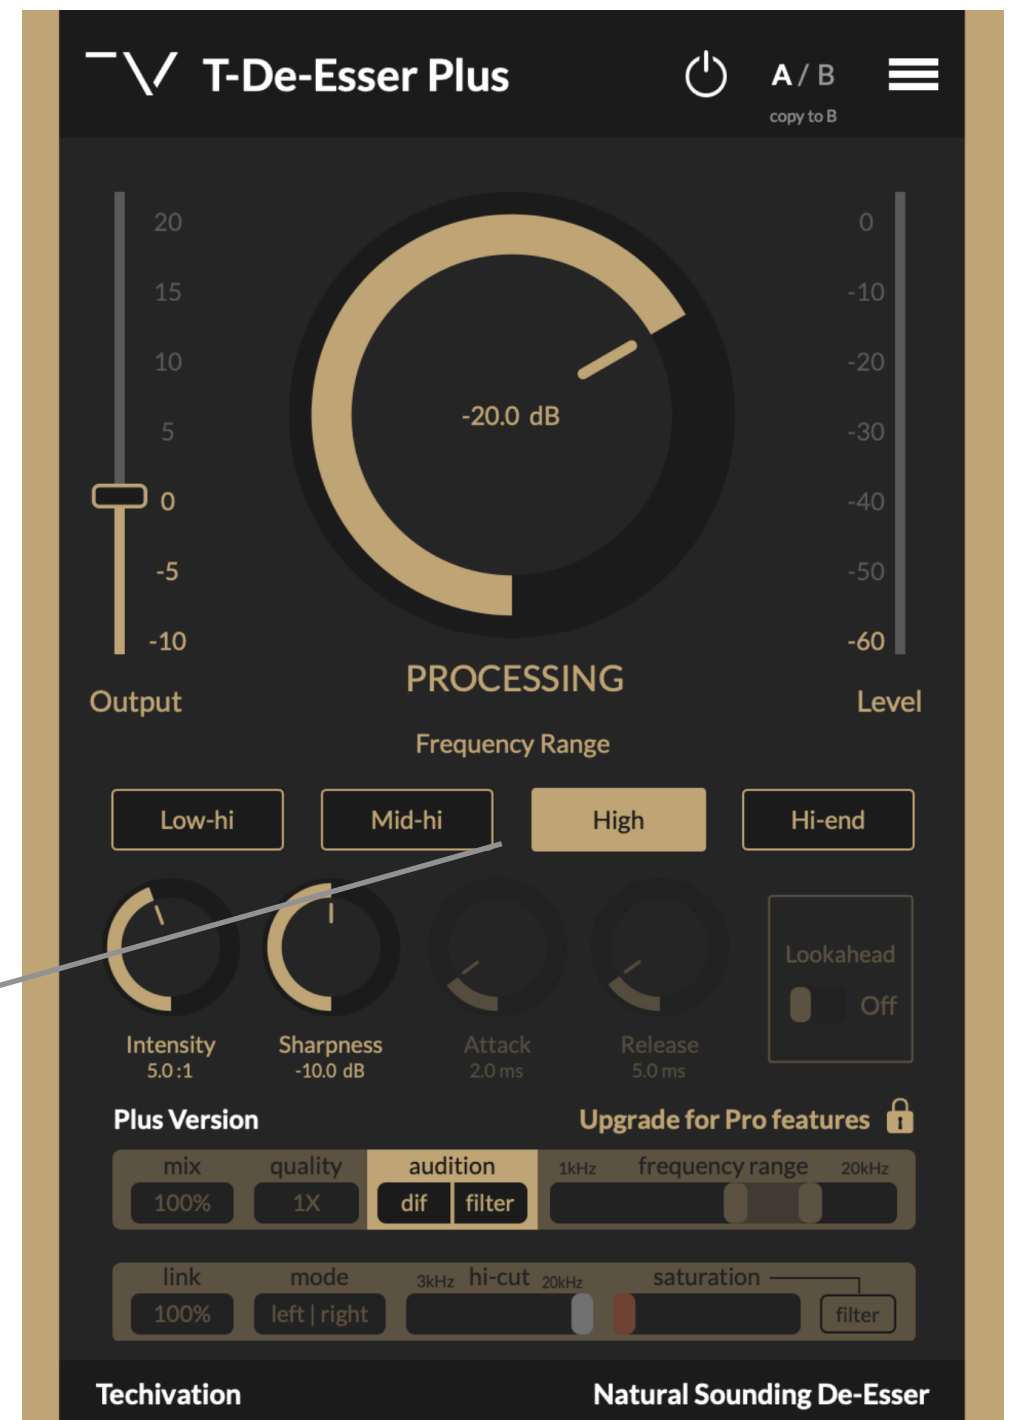 T-De-Esser Plus
A / B
copy to B
20
15
10
5
0
-5
-10
Output
-20.0 dB
0
-10
-20
-30
-40
-50
-60
Level
PROCESSING
Frequency Range
Low-hi Mid-hi High Hi-end
Intensity
5.0 :1
Sharpness
-10.0 dB
Attack
2.0 ms
Release
5.0 ms
Lookahead
Off
Plus Version Upgrade for Pro features
mix quality audition 1kHz frequency range 20kHz
100% 1X dif filter
link mode 3kHz hi-cut 20kHz saturation
100% left | right filter
Techivation Natural Sounding De-Esser